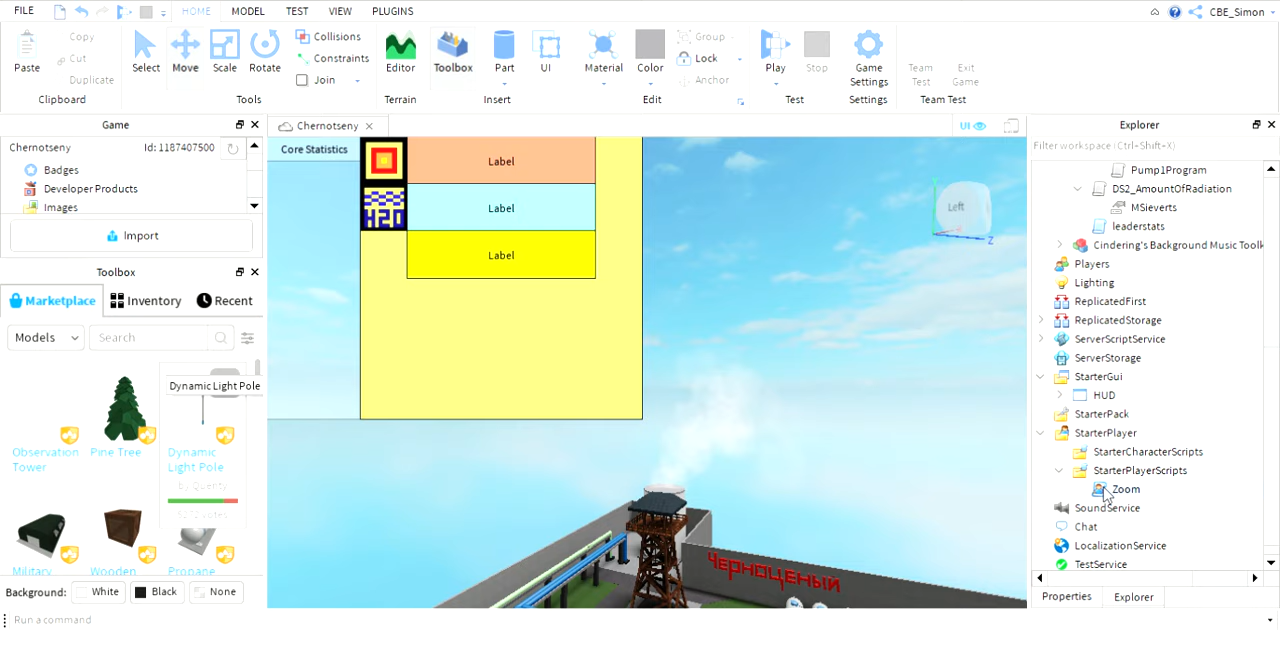 FILE HOME MODEL TEST VIEW PLUGINS CBE_Simon
Copy Collisions Group
Cut Constraints Lock
Paste Duplicate Select Move Scale Rotate Join Editor Toolbox Part UI Material Color Anchor Play Stop Game Settings Team Test Exit Game
Clipboard Tools Terrain Insert Edit Test Settings Team Test
Game
Chernotseny Id: 1187407500
Badges
Developer Products
Images
Import
Toolbox
Marketplace Inventory Recent
Models Search
Dynamic Light Pole
Observation Tower
Pine Tree
Dynamic Light Pole
by Quenty
Military Wooden Propane
Background: White Black None
Run a command
Chernotseny
UI
Core Statistics
Label
H2O Label
Label
Left
Z
Черноценый
Explorer
Filter workspace (Ctrl+Shift+X)
Pump1Program
DS2_AmountOfRadiation
MSieverts
leaderstats
Cindering's Background Music Toolk
Players
Lighting
ReplicatedFirst
ReplicatedStorage
ServerScriptService
ServerStorage
StarterGui
HUD
StarterPack
StarterPlayer
StarterCharacterScripts
StarterPlayerScripts
Zoom
SoundService
Chat
LocalizationService
TestService
Properties Explorer